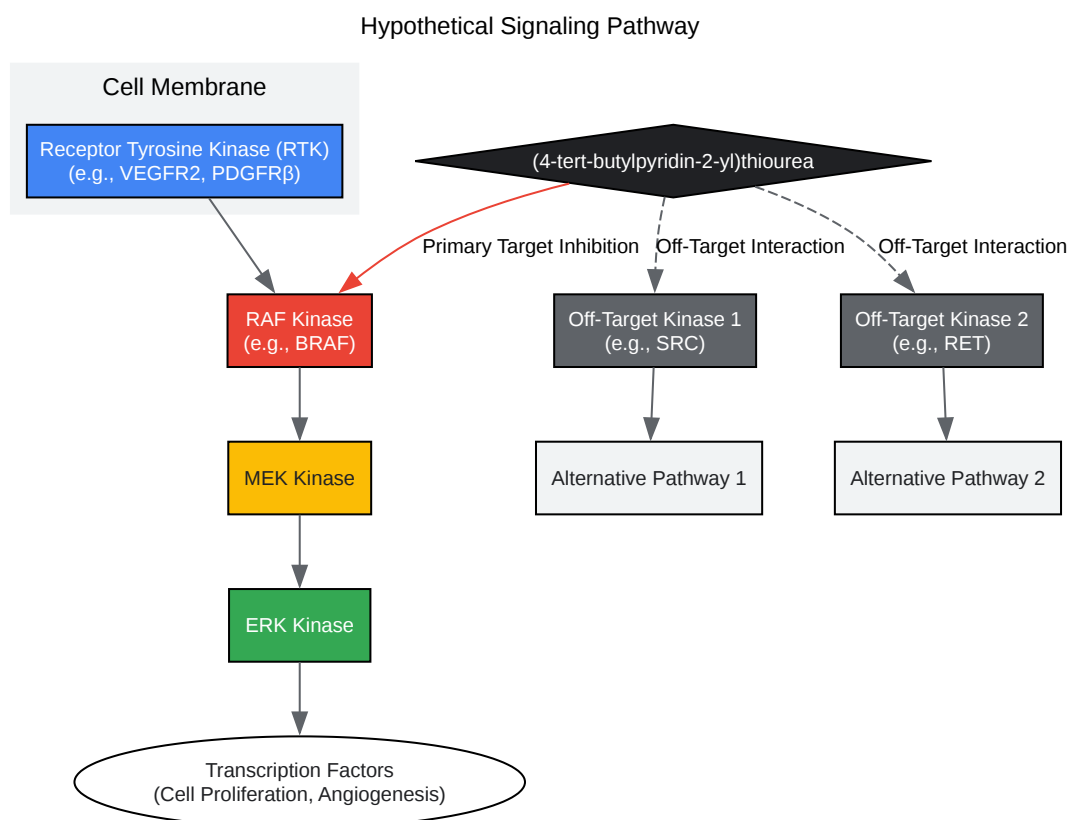 Hypothetical Signaling Pathway
Cell Membrane
Receptor Tyrosine Kinase (RTK)
(e.g., VEGFR2, PDGFRβ)
(4-tert-butylpyridin-2-yl)thiourea
Primary Target Inhibition
Off-Target Interaction
Off-Target Interaction
RAF Kinase
(e.g., BRAF)
Off-Target Kinase 1
(e.g., SRC)
Off-Target Kinase 2
(e.g., RET)
MEK Kinase
Alternative Pathway 1
Alternative Pathway 2
ERK Kinase
Transcription Factors
(Cell Proliferation, Angiogenesis)